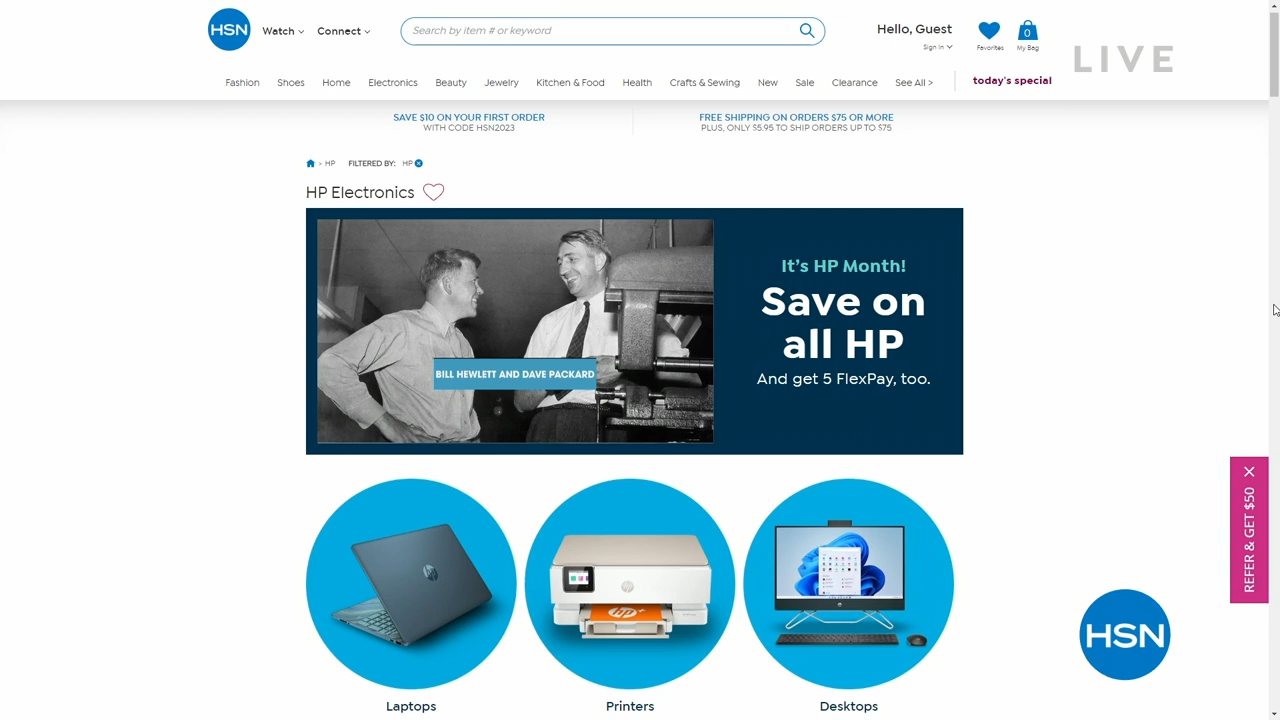 HSN
Watch
Connect
Search by item # or keyword
Hello, Guest
Sign In
Favorites
0
My Bag
LIVE
Fashion
Shoes
Home
Electronics
Beauty
Jewelry
Kitchen & Food
Health
Crafts & Sewing
New
Sale
Clearance
See All >
today's special
SAVE $10 ON YOUR FIRST ORDER
WITH CODE HSN2023
FREE SHIPPING ON ORDERS $75 OR MORE
PLUS, ONLY $5.95 TO SHIP ORDERS UP TO $75
> HP
FILTERED BY:
HP
HP Electronics
BILL HEWLETT AND DAVE PACKARD
It's HP Month!
Save on
all HP
And get 5 FlexPay, too.
hp
hp
REFER & GET $50
HSN
Laptops
Printers
Desktops